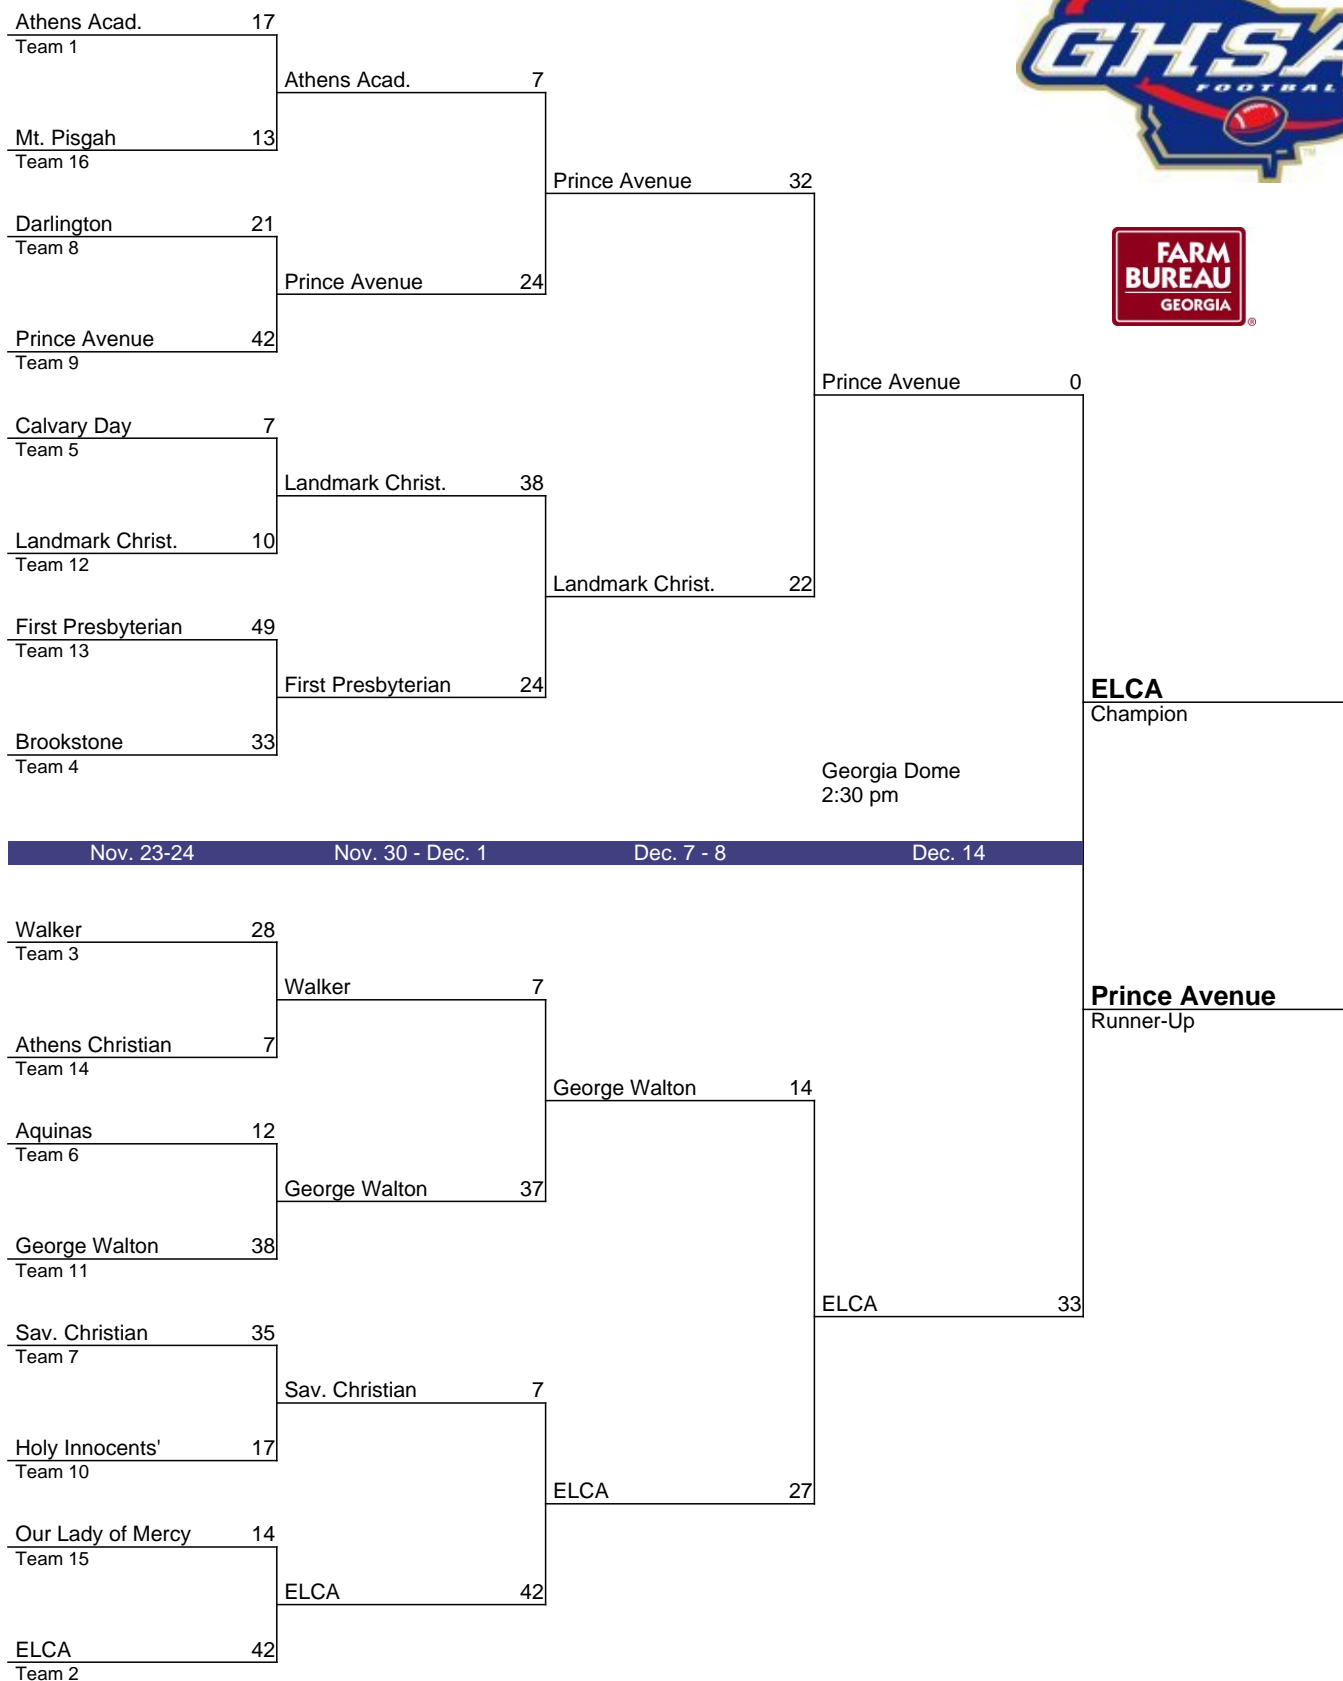 Athens Acad. 17
Team 1
Athens Acad. 7
Mt. Pisgah 13
Team 16
Prince Avenue 32
Darlington 21
Team 8
Prince Avenue 24
Prince Avenue 42
Team 9
Prince Avenue 0
Calvary Day 7
Team 5
Landmark Christ. 38
Landmark Christ. 10
Team 12
Landmark Christ. 22
First Presbyterian 49
Team 13
First Presbyterian 24
ELCA
Champion
Brookstone 33
Team 4
Georgia Dome
2:30 pm
Nov. 23-24 Nov. 30 - Dec. 1 Dec. 7 - 8 Dec. 14
Walker 28
Team 3
Walker 7
Prince Avenue
Runner-Up
Athens Christian 7
Team 14
George Walton 14
Aquinas 12
Team 6
George Walton 37
George Walton 38
Team 11
ELCA 33
Sav. Christian 35
Team 7
Sav. Christian 7
Holy Innocents' 17
Team 10
ELCA 27
Our Lady of Mercy 14
Team 15
ELCA 42
ELCA 42
Team 2
GHSA
FOOTBAL
TM
FARM
BUREAU
GEORGIA
®